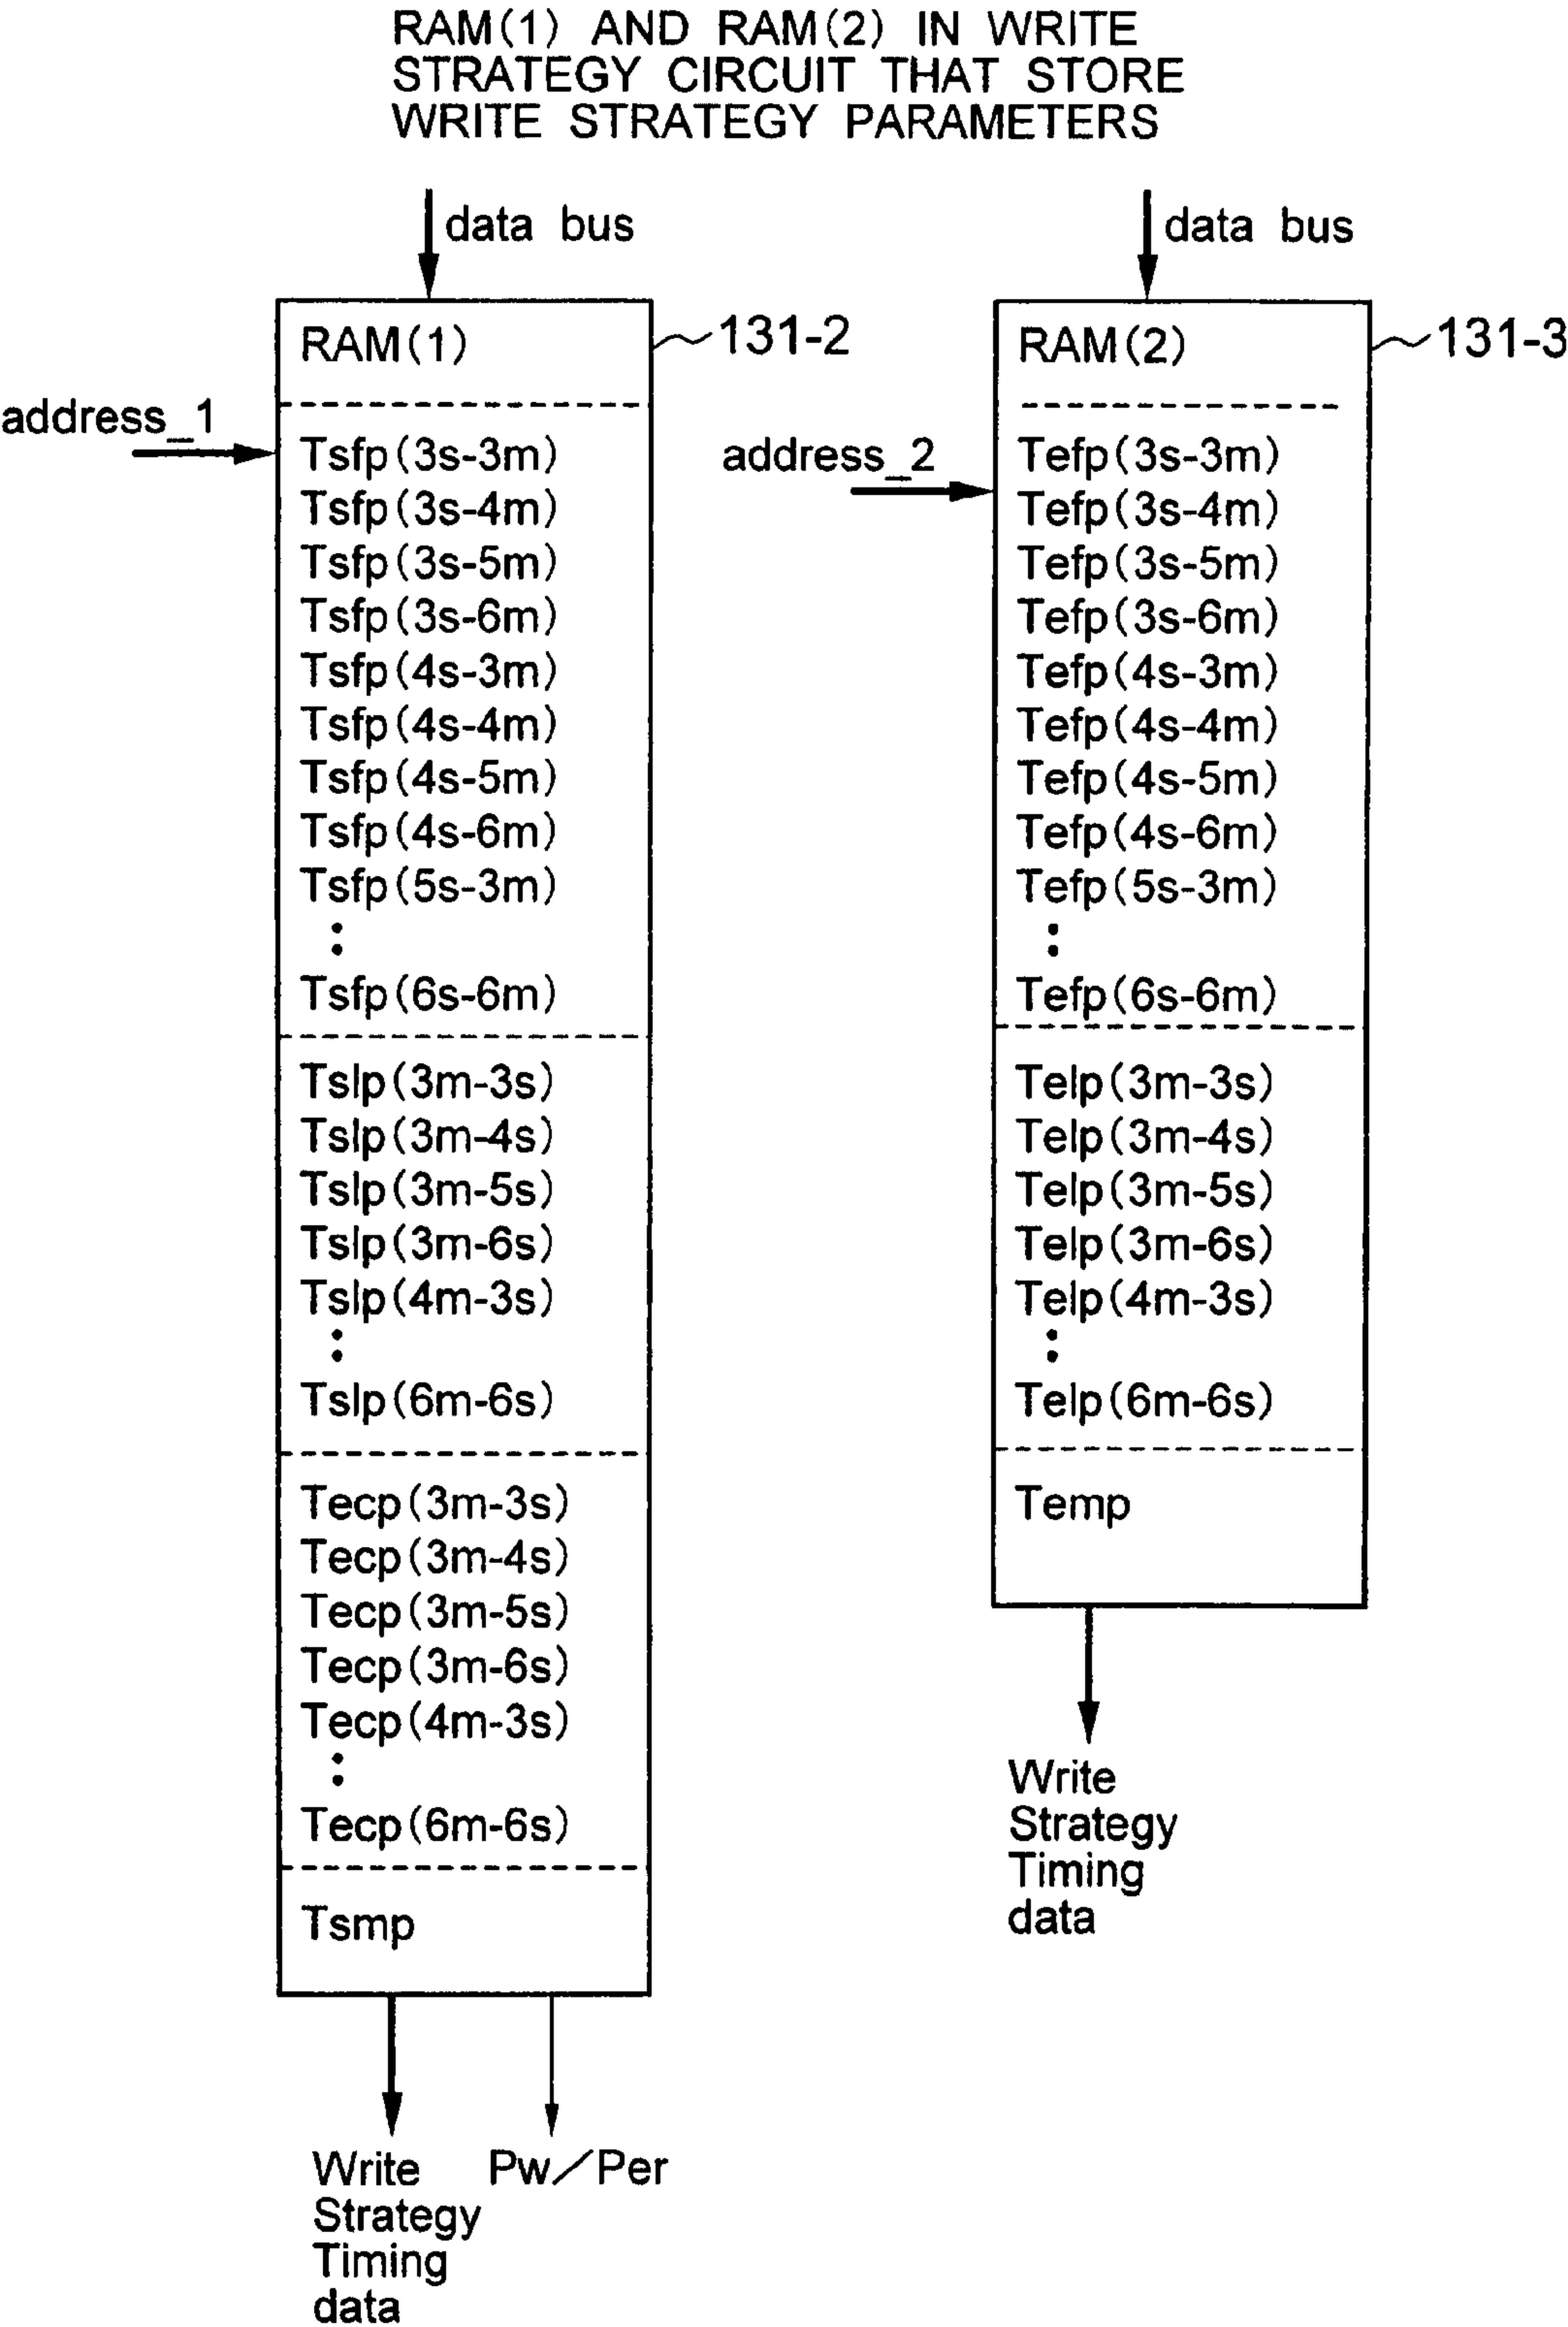 RAM(1) AND RAM(2) IN WRITE
STRATEGY CIRCUIT THAT STORE
WRITE STRATEGY PARAMETERS
data bus
RAM(1)
131-2
address_1
Tsfp(3s-3m)
Tsfp(3s-4m)
Tsfp(3s-5m)
Tsfp(3s-6m)
Tsfp(4s-3m)
Tsfp(4s-4m)
Tsfp(4s-5m)
Tsfp(4s-6m)
Tsfp(5s-3m)
:
Tsfp(6s-6m)
Tslp(3m-3s)
Tslp(3m-4s)
Tslp(3m-5s)
Tslp(3m-6s)
Tslp(4m-3s)
:
Tslp(6m-6s)
Tecp(3m-3s)
Tecp(3m-4s)
Tecp(3m-5s)
Tecp(3m-6s)
Tecp(4m-3s)
:
Tecp(6m-6s)
Tsmp
Write
Strategy
Timing
data
Pw/Per
data bus
RAM(2)
131-3
address_2
Tefp(3s-3m)
Tefp(3s-4m)
Tefp(3s-5m)
Tefp(3s-6m)
Tefp(4s-3m)
Tefp(4s-4m)
Tefp(4s-5m)
Tefp(4s-6m)
Tefp(5s-3m)
:
Tefp(6s-6m)
Telp(3m-3s)
Telp(3m-4s)
Telp(3m-5s)
Telp(3m-6s)
Telp(4m-3s)
:
Telp(6m-6s)
Temp
Write
Strategy
Timing
data